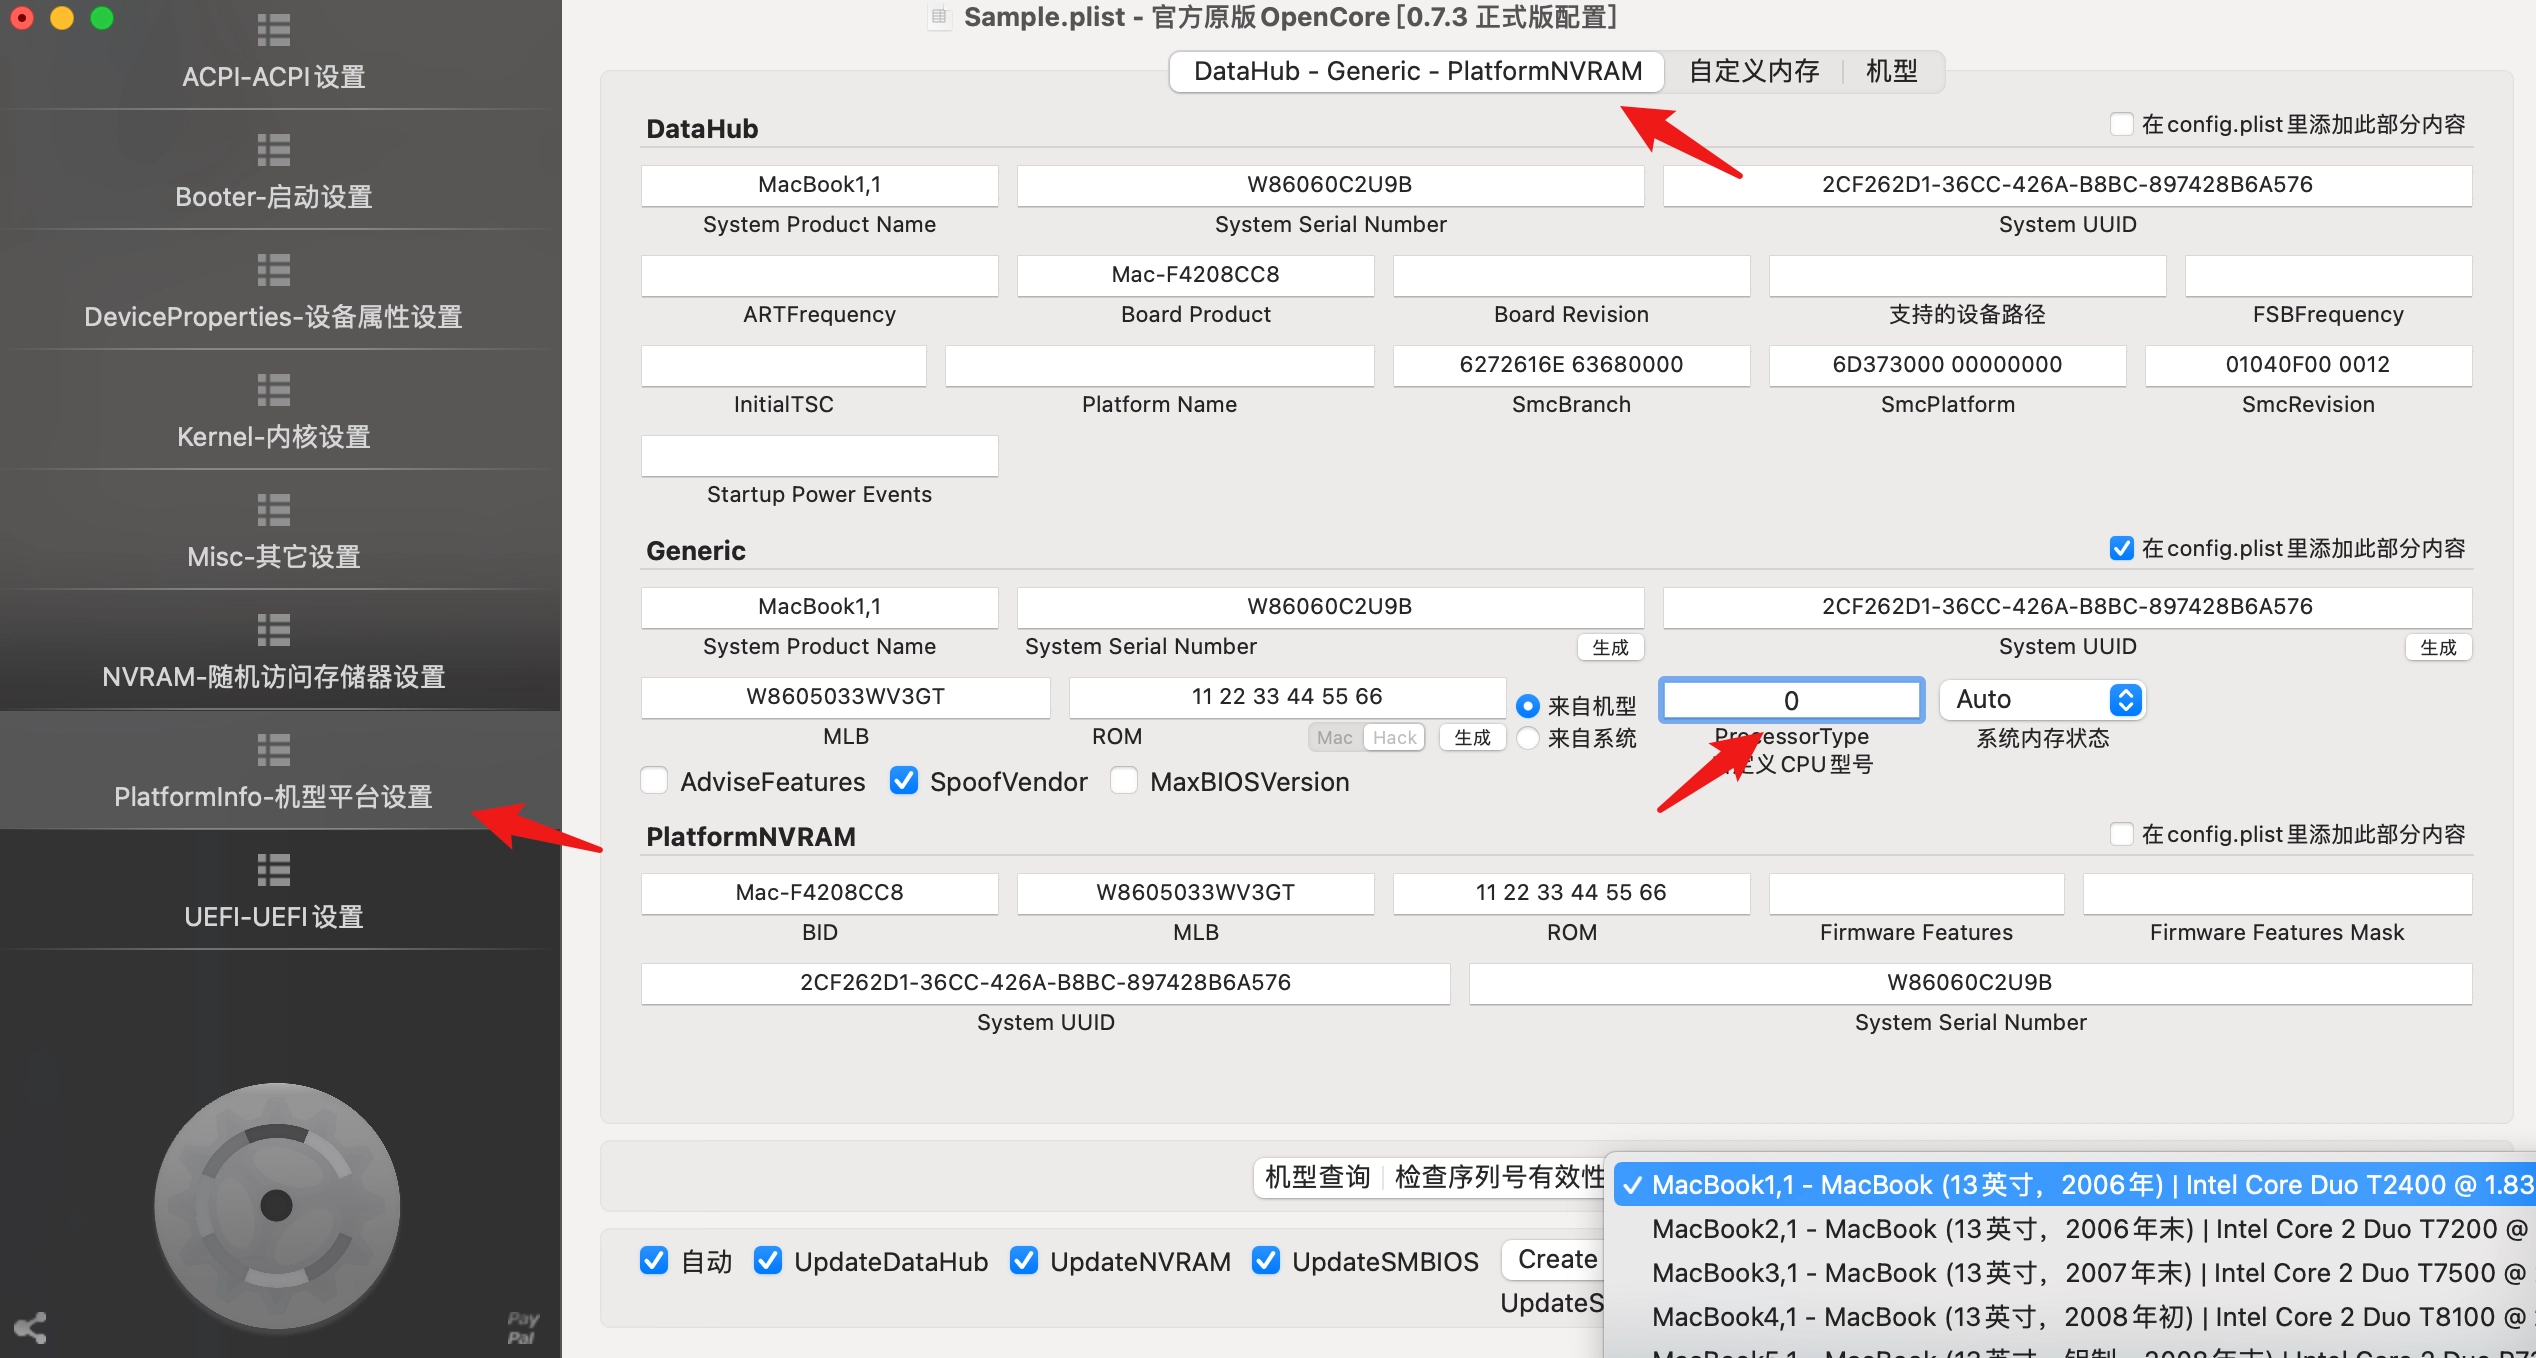 Sample.plist - 官方原版OpenCore[0.7.3 正式版配置]
ACPI-ACPI设置
Booter-启动设置
DeviceProperties-设备属性设置
Kernel-内核设置
Misc-其它设置
NVRAM-随机访问存储器设置
PlatformInfo-机型平台设置
UEFI-UEFI设置
Pay
Pal
DataHub - Generic - PlatformNVRAM 自定义内存 机型
DataHub 在config.plist里添加此部分内容
MacBook1,1 W86060C2U9B 2CF262D1-36CC-426A-B8BC-897428B6A576
System Product Name System Serial Number System UUID
Mac-F4208CC8
ARTFrequency Board Product Board Revision 支持的设备路径 FSBFrequency
6272616E 63680000 6D373000 00000000 01040F00 0012
InitialTSC Platform Name SmcBranch SmcPlatform SmcRevision
Startup Power Events
Generic 在config.plist里添加此部分内容
MacBook1,1 W86060C2U9B 2CF262D1-36CC-426A-B8BC-897428B6A576
System Product Name System Serial Number 生成 System UUID 生成
W8605033WV3GT 11 22 33 44 55 66 来自机型 0 Auto
MLB ROM Mac Hack 生成 来自系统 ProcessorType 系统内存状态
定义CPU型号
AdviseFeatures SpoofVendor MaxBIOSVersion
PlatformNVRAM 在config.plist里添加此部分内容
Mac-F4208CC8 W8605033WV3GT 11 22 33 44 55 66
BID MLB ROM Firmware Features Firmware Features Mask
2CF262D1-36CC-426A-B8BC-897428B6A576 W86060C2U9B
System UUID System Serial Number
机型查询 检查序列号有效性
自动 UpdateDataHub UpdateNVRAM UpdateSMBIOS Create
UpdateS
MacBook1,1 - MacBook (13英寸，2006年) | Intel Core Duo T2400 @ 1.83
MacBook2,1 - MacBook (13英寸，2006年末) | Intel Core 2 Duo T7200 @
MacBook3,1 - MacBook (13英寸，2007年末) | Intel Core 2 Duo T7500 @
MacBook4,1 - MacBook (13英寸，2008年初) | Intel Core 2 Duo T8100 @